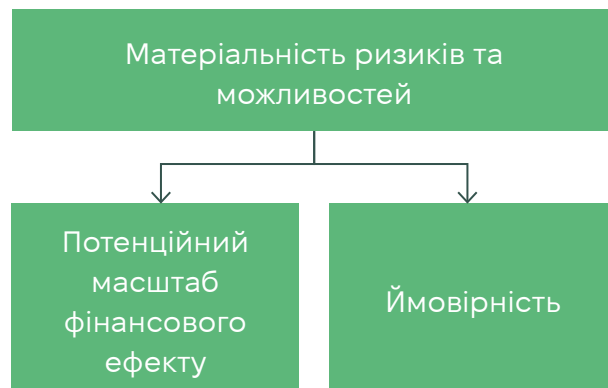 Матеріальність ризиків та
можливостей
Потенційний
масштаб
фінансового
ефекту
Ймовірність